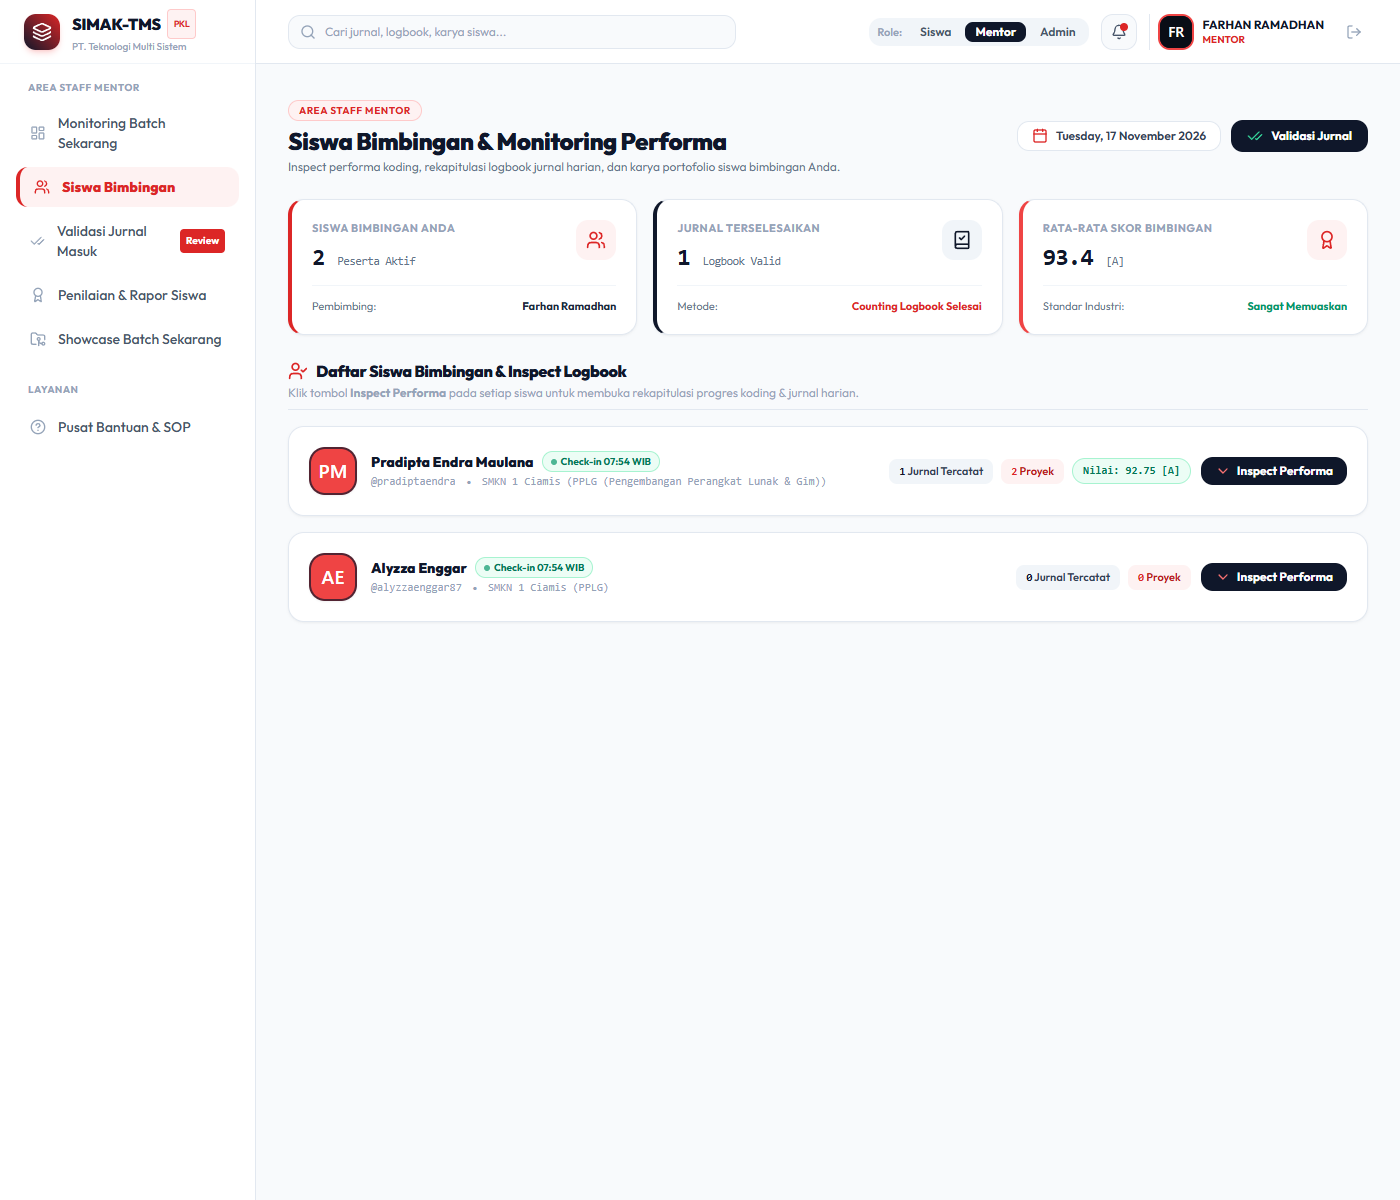 SIMAK-TMS
PKL
PT. Teknologi Multi Sistem
Cari jurnal, logbook, karya siswa...
Role:
Siswa
Mentor
Admin
FR
FARHAN RAMADHAN
MENTOR
AREA STAFF MENTOR
Monitoring Batch
Sekarang
Siswa Bimbingan
Validasi Jurnal
Masuk
Review
Penilaian & Rapor Siswa
Showcase Batch Sekarang
LAYANAN
Pusat Bantuan & SOP
AREA STAFF MENTOR
Siswa Bimbingan & Monitoring Performa
Inspect performa koding, rekapitulasi logbook jurnal harian, dan karya portofolio siswa bimbingan Anda.
Tuesday, 17 November 2026
Validasi Jurnal
SISWA BIMBINGAN ANDA
2 Peserta Aktif
Pembimbing: Farhan Ramadhan
JURNAL TERSELESAIKAN
1 Logbook Valid
Metode: Counting Logbook Selesai
RATA-RATA SKOR BIMBINGAN
93.4 [A]
Standar Industri: Sangat Memuaskan
Daftar Siswa Bimbingan & Inspect Logbook
Klik tombol Inspect Performa pada setiap siswa untuk membuka rekapitulasi progres koding & jurnal harian.
PM
Pradipta Endra Maulana
Check-in 07:54 WIB
@pradiptaendra • SMKN 1 Ciamis (PPLG (Pengembangan Perangkat Lunak & Gim))
1 Jurnal Tercatat
2 Proyek
Nilai: 92.75 [A]
Inspect Performa
AE
Alyzza Enggar
Check-in 07:54 WIB
@alyzzaenggar87 • SMKN 1 Ciamis (PPLG)
0 Jurnal Tercatat
0 Proyek
Inspect Performa